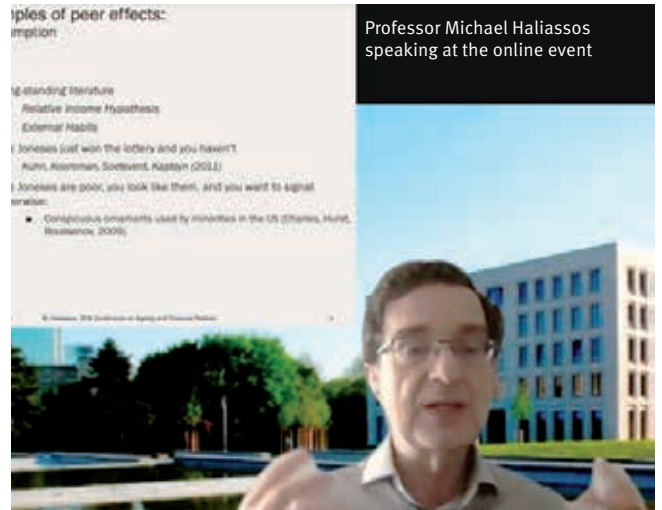 ples of peer effects:
mption
g-standing literature
Relative Income Hypothesis
External Habits
Joneses just won the lottery and you haven't
Kuhn, Kooreman, Soetevent, Kapteyn (2011)
Joneses are poor, you look like them, and you want to signal
erwise:
Conspicuous ornaments used by minorities in the US (Charles, Hurst,
Roussanov, 2009).
Professor Michael Haliassos
speaking at the online event